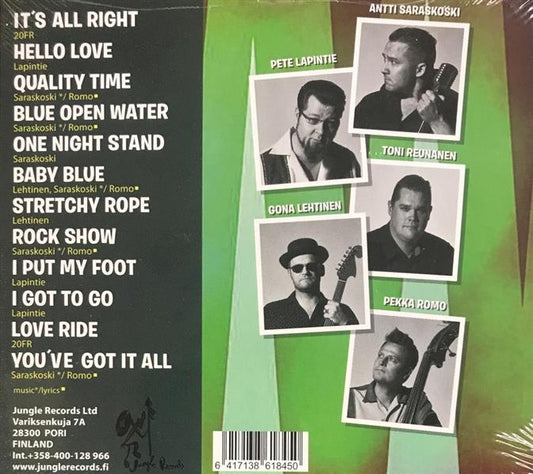 IT'S ALL RIGHT
20FR
HELLO LOVE
Lapintie
QUALITY TIME
Saraskoski */ Romo▪
BLUE OPEN WATER
Saraskoski */ Romo▪
ONE NIGHT STAND
Saraskoski
BABY BLUE
Lehtinen, Saraskoski */ Romo▪
STRETCHY ROPE
Lehtinen
ROCK SHOW
Saraskoski */ Romo▪
I PUT MY FOOT
Lapintie
I GOT TO GO
Lapintie
LOVE RIDE
20FR
YOU'VE GOT IT ALL
Saraskoski */ Romo▪
music*/lyrics▪
Jungle Records Ltd
Variksenkuja 7A
28300 PORI
FINLAND
Int.+358-400-128 966
www.junglerecords.fi
Jungle Records
ANTTI SARASKOSKI
PETE LAPINTIE
...TONI REUNANEN
GONA LEHTINEN
PEKKA ROMO
6 417138 618450